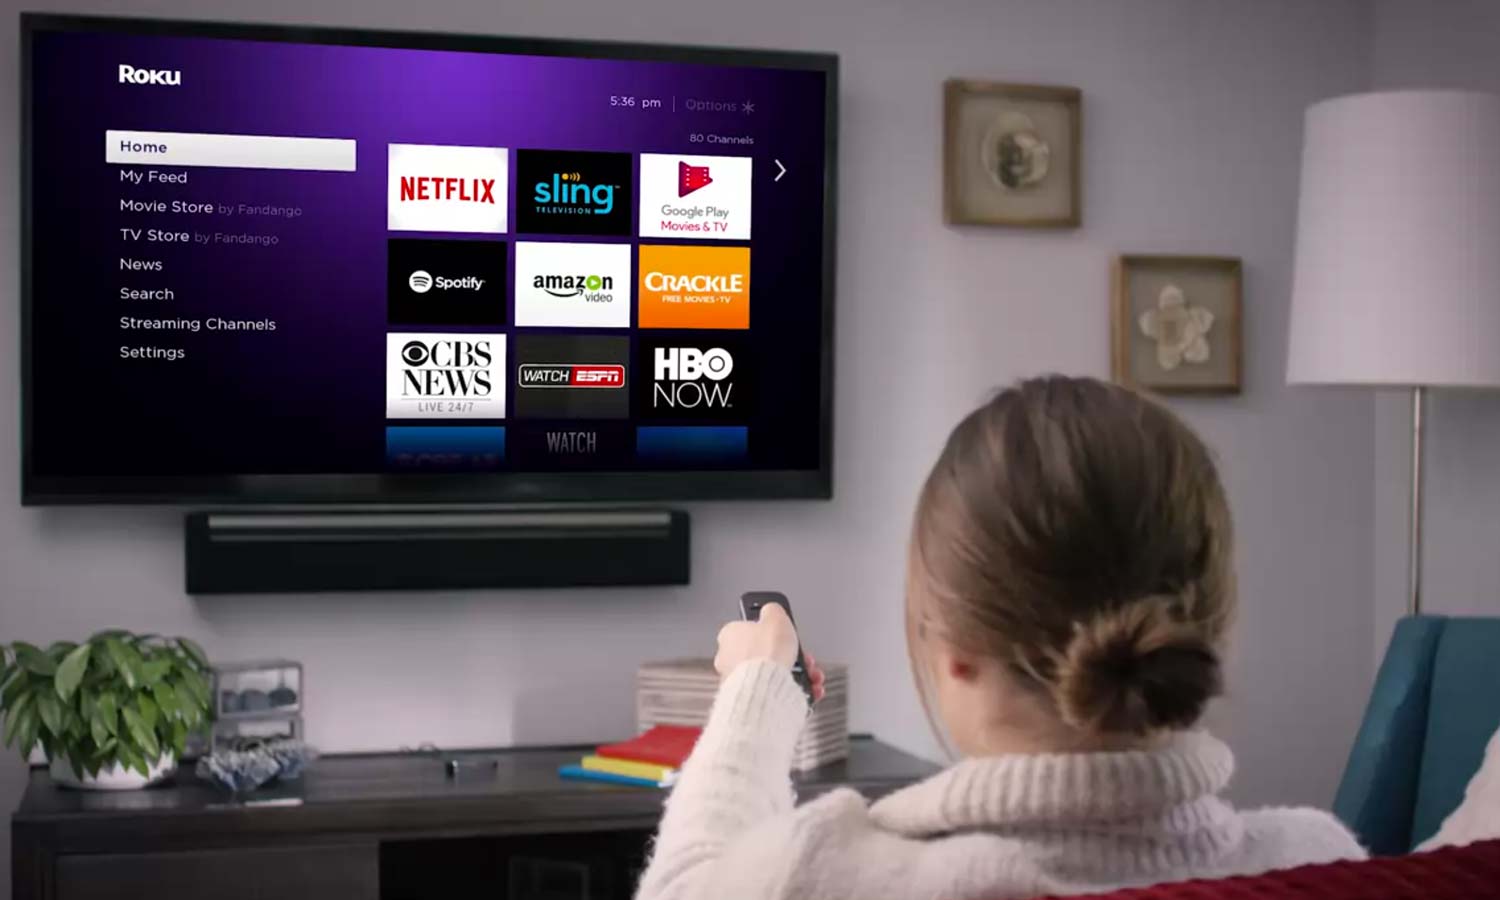 Roku
5:36 pm
Options
80 Channels
Home
My Feed
Movie Store by Fandango
TV Store by Fandango
News
Search
Streaming Channels
Settings
NETFLIX
sling
TELEVISION
Google Play
Movies & TV
Spotify
amazon
video
CRACKLE
FREE MOVIES • TV
CBS
NEWS
LIVE 24/7
WATCH ESPN
HBO
NOW
WATCH